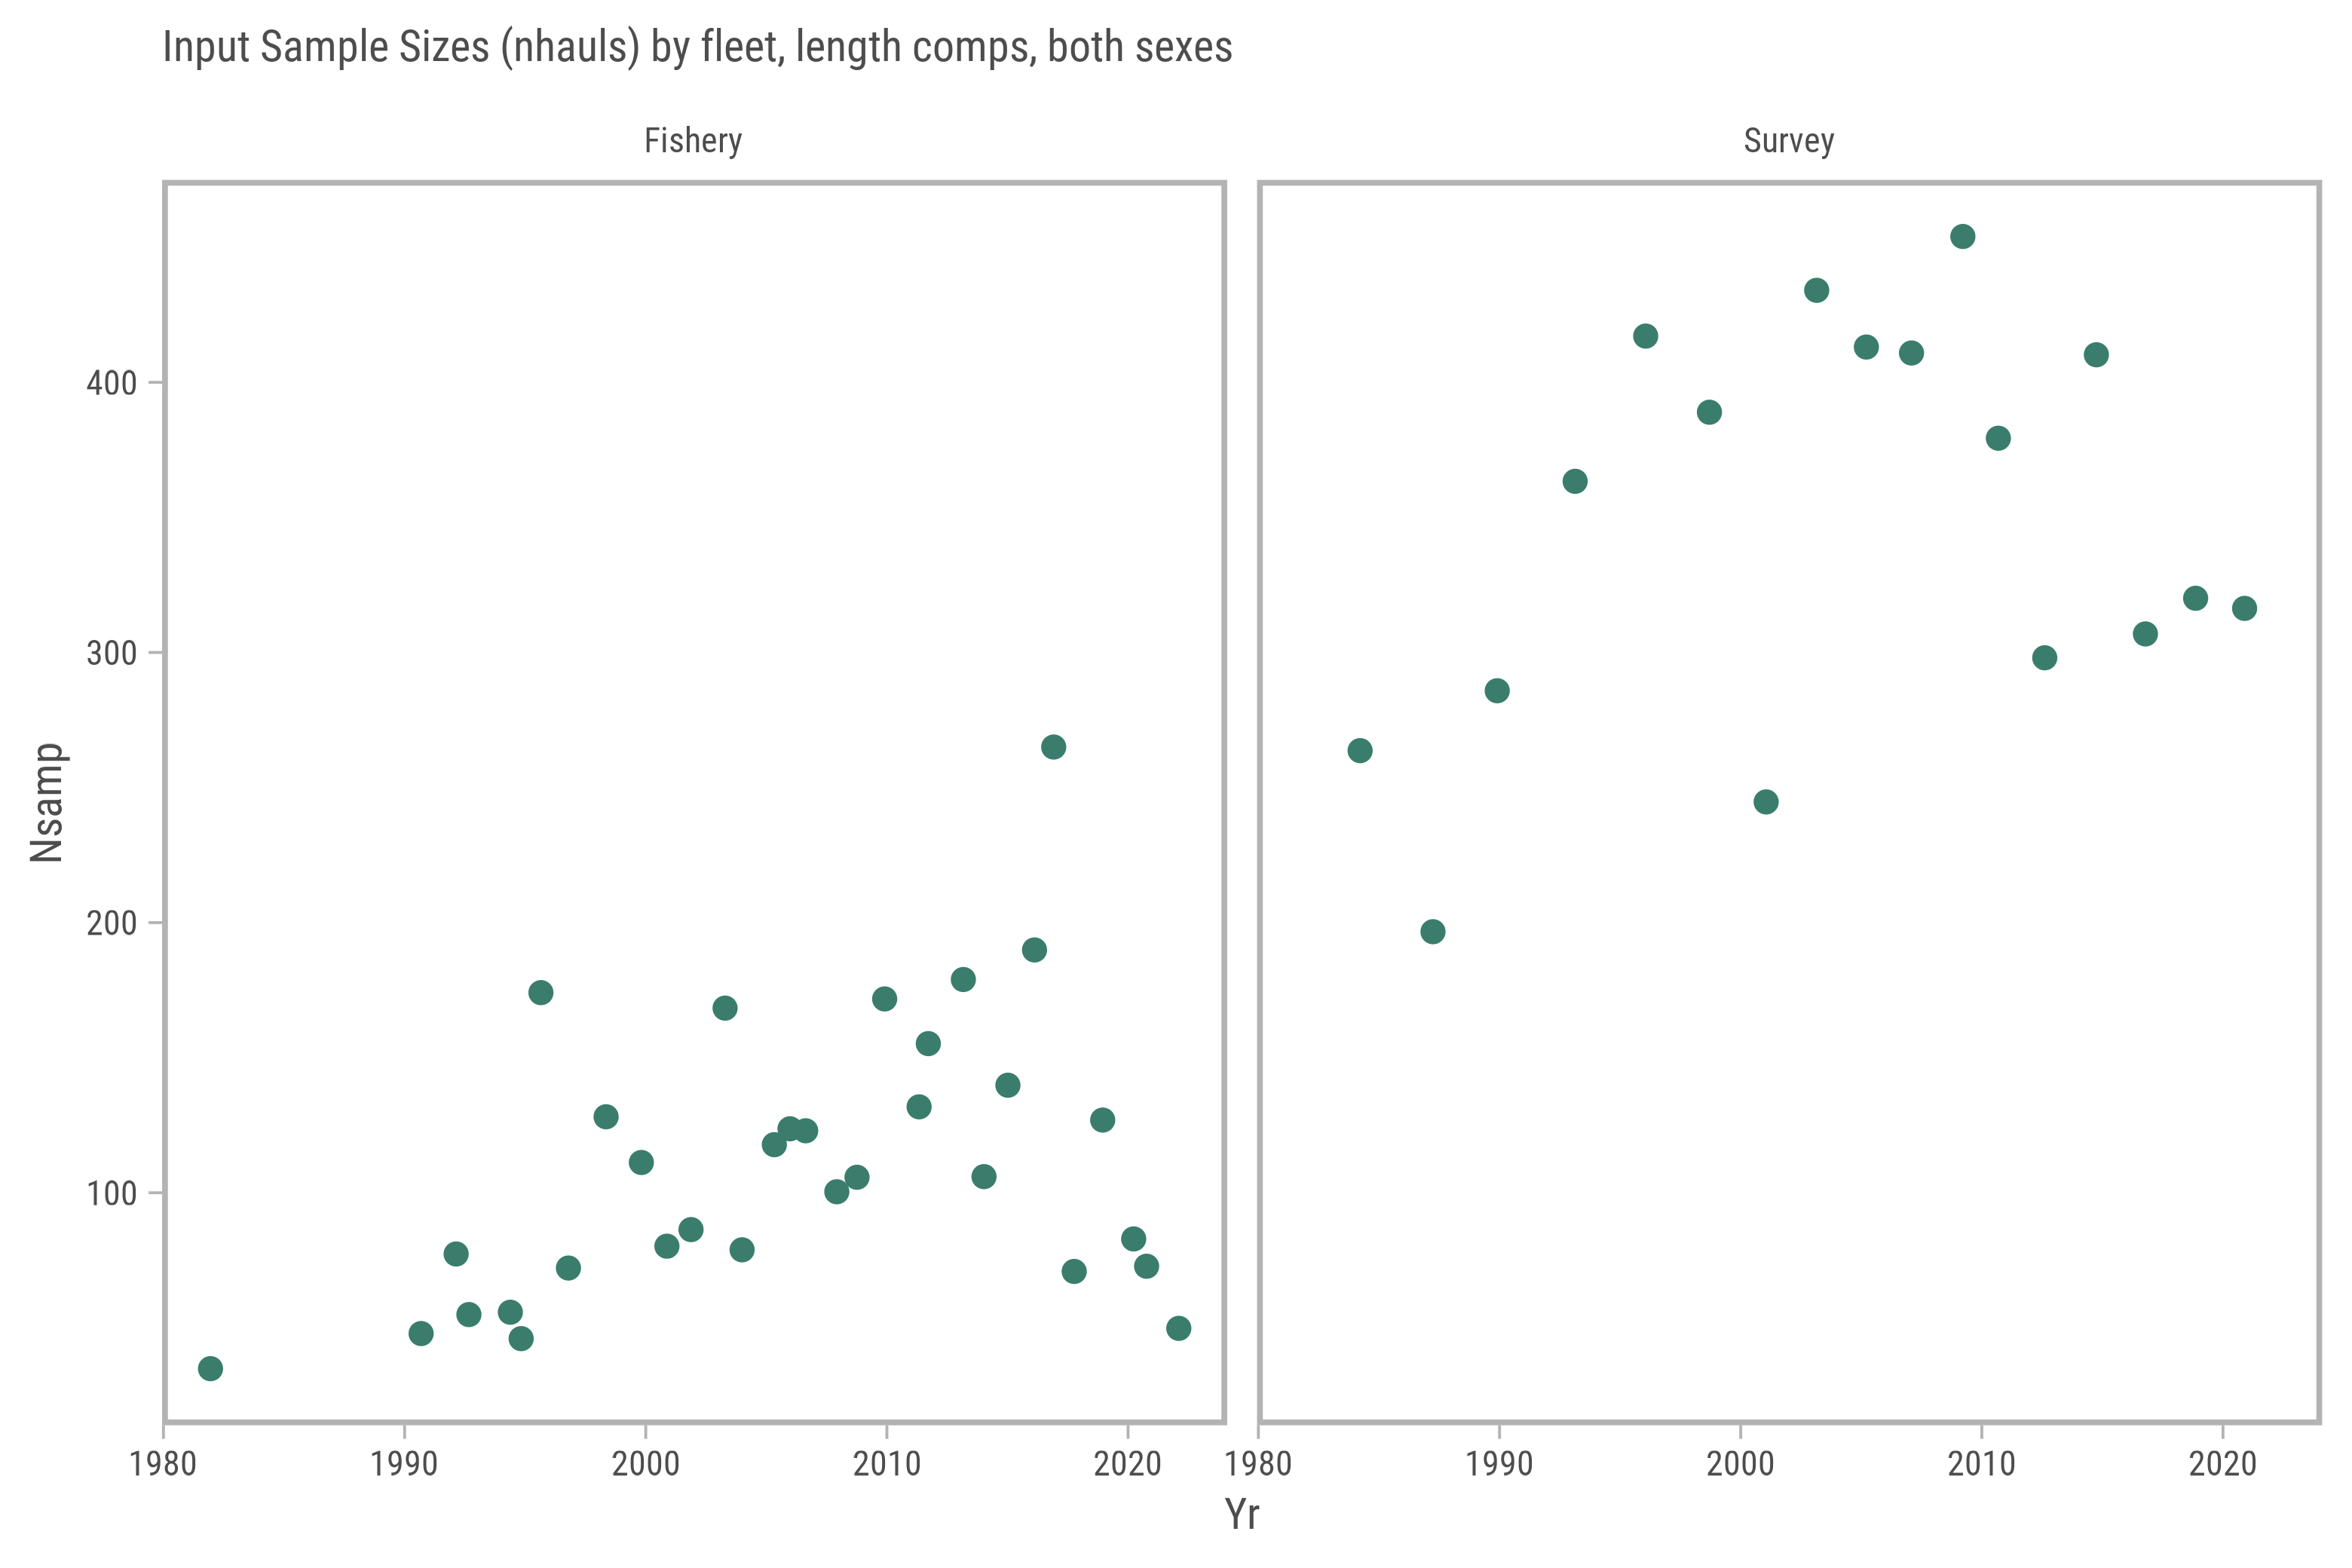 Input Sample Sizes (nhauls) by fleet, length comps, both sexes
Fishery
Survey
400
300
200
100
Nsamp
1980 1990 2000 2010 2020 1980 1990 2000 2010 2020
Yr